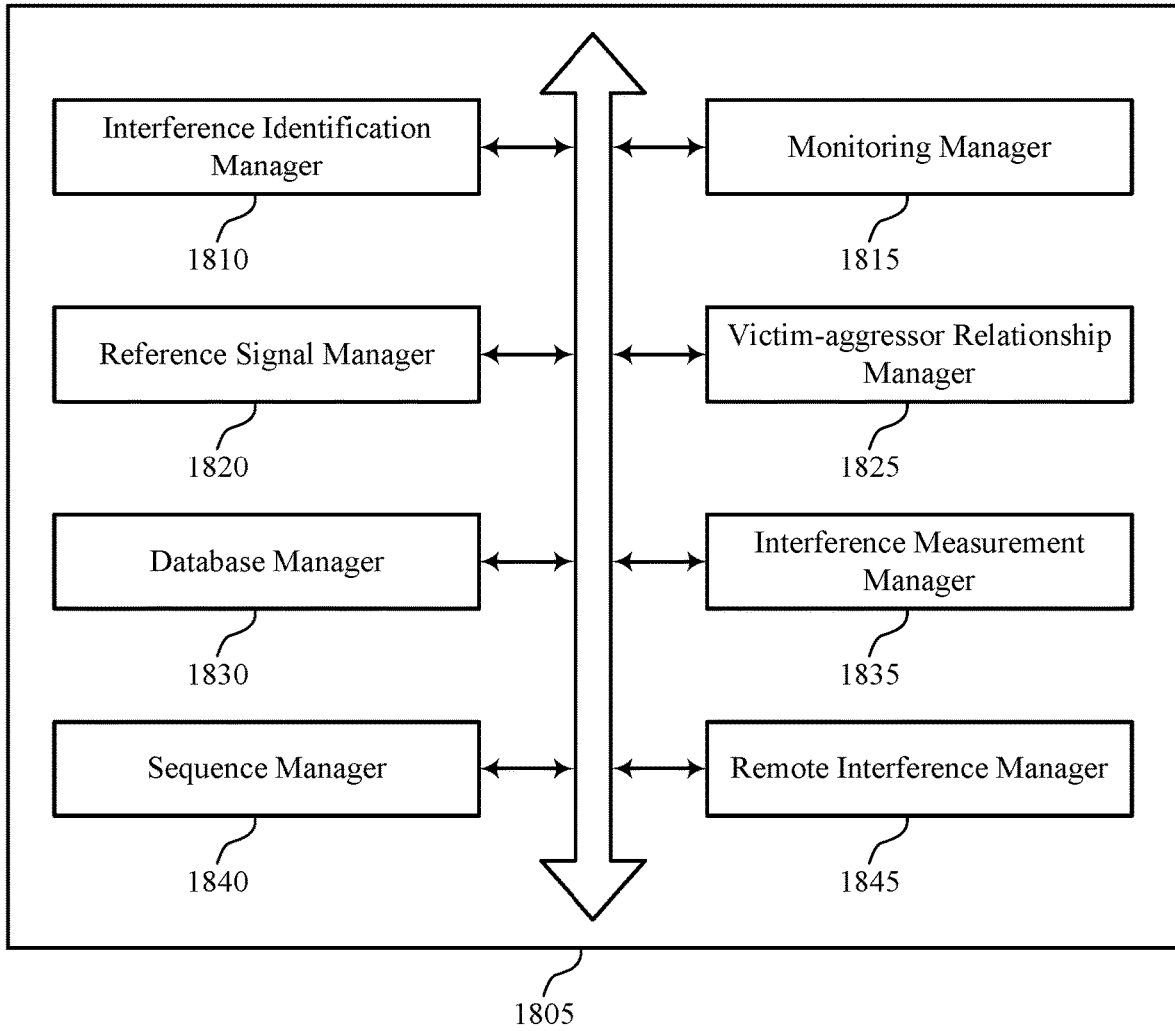 Interference Identification
Manager
1810
Monitoring Manager
1815
Reference Signal Manager
1820
Victim-aggressor Relationship
Manager
1825
Database Manager
1830
Interference Measurement
Manager
1835
Sequence Manager
1840
Remote Interference Manager
1845
1805